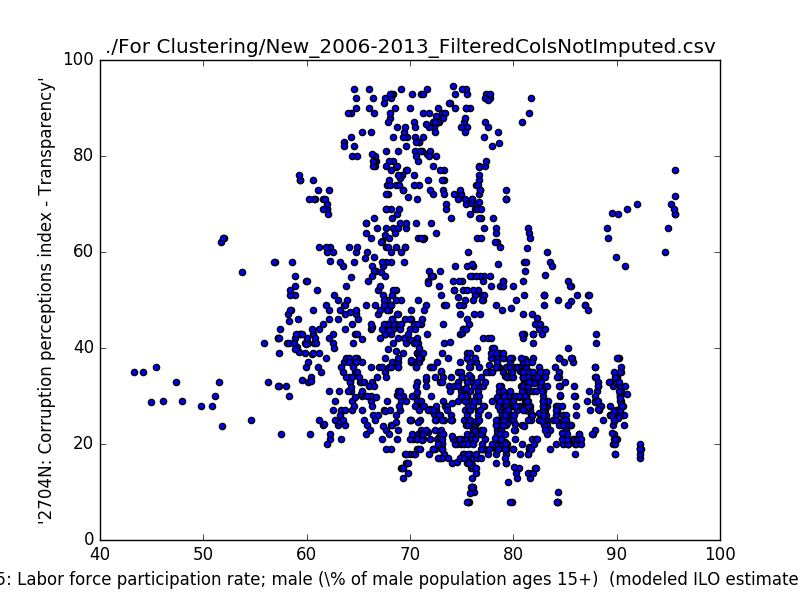 ./For Clustering/New_2006-2013_FilteredColsNotImputed.csv
'2704N: Corruption perceptions index - Transparency'
100
80
60
40
20
0
40 50 60 70 80 90 100
5: Labor force participation rate; male (\% of male population ages 15+)  (modeled ILO estimate